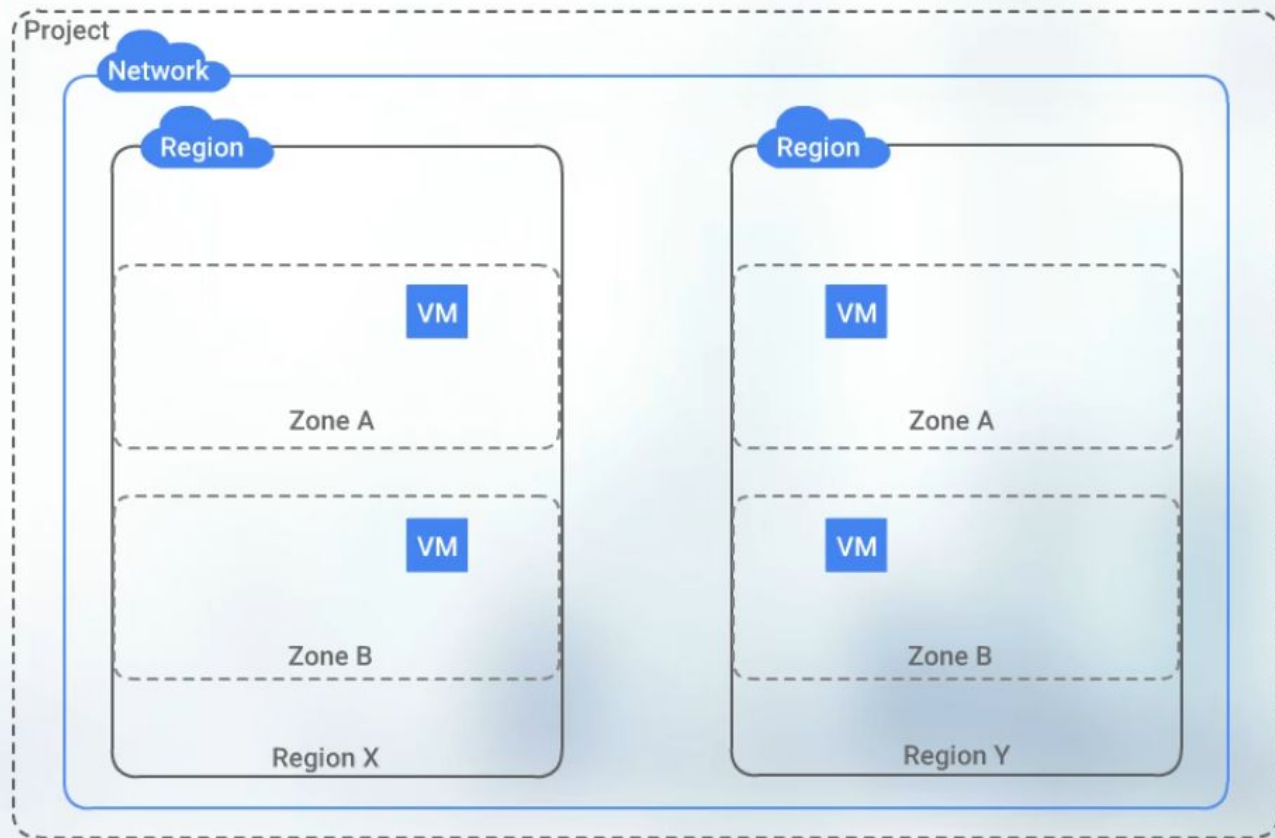 Project
Network
Region
Region
VM
VM
Zone A
Zone A
VM
VM
Zone B
Zone B
Region X
Region Y